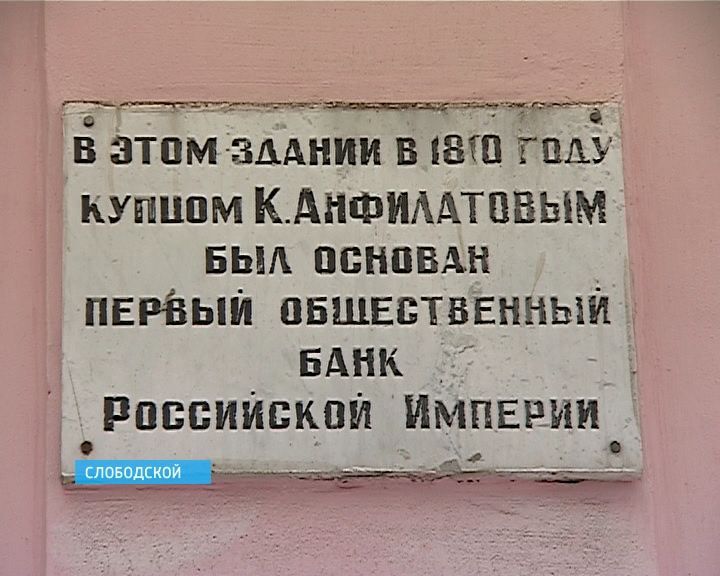 В ЭТОМ ЗДАНИИ В 1810 ГОДУ
КУПЦОМ К.АНФИЛАТОВЫМ
БЫЛ ОСНОВАН
ПЕРВЫЙ ОБЩЕСТВЕННЫЙ
БАНК
РОССИЙСКОЙ ИМПЕРИИ
СЛОБОДСКОЙ